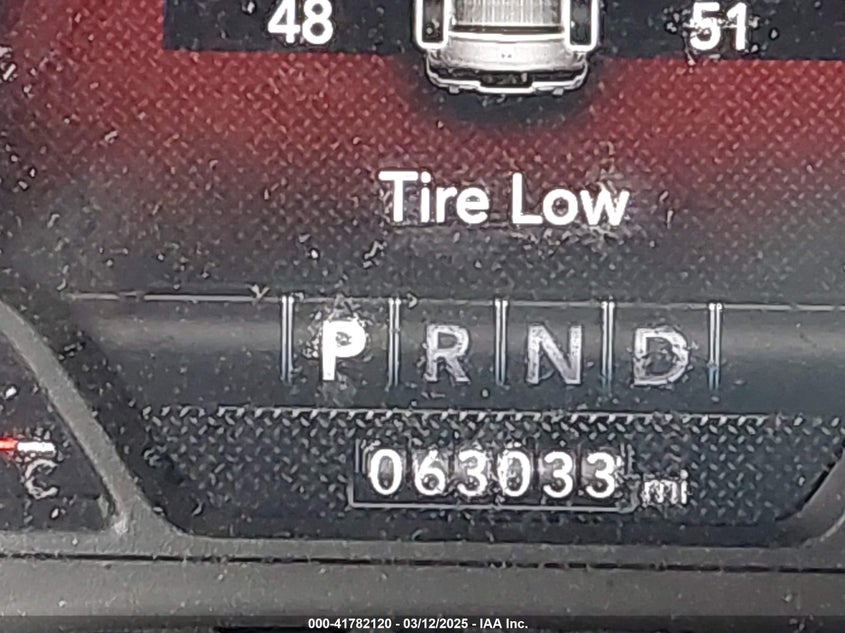 48 51
Tire Low
P R N D
063033 mi
C
000-41782120 - 03/12/2025 - IAA Inc.